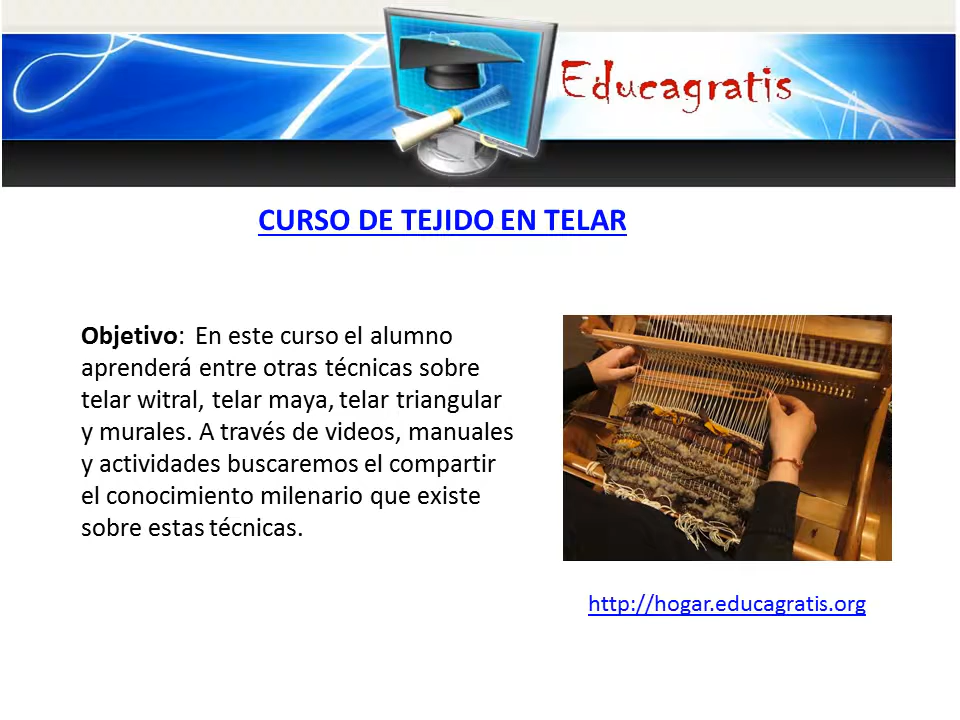 Educagratis
CURSO DE TEJIDO EN TELAR
Objetivo: En este curso el alumno
aprenderá entre otras técnicas sobre
telar witral, telar maya, telar triangular
y murales. A través de videos, manuales
y actividades buscaremos el compartir
el conocimiento milenario que existe
sobre estas técnicas.
http://hogar.educagratis.org